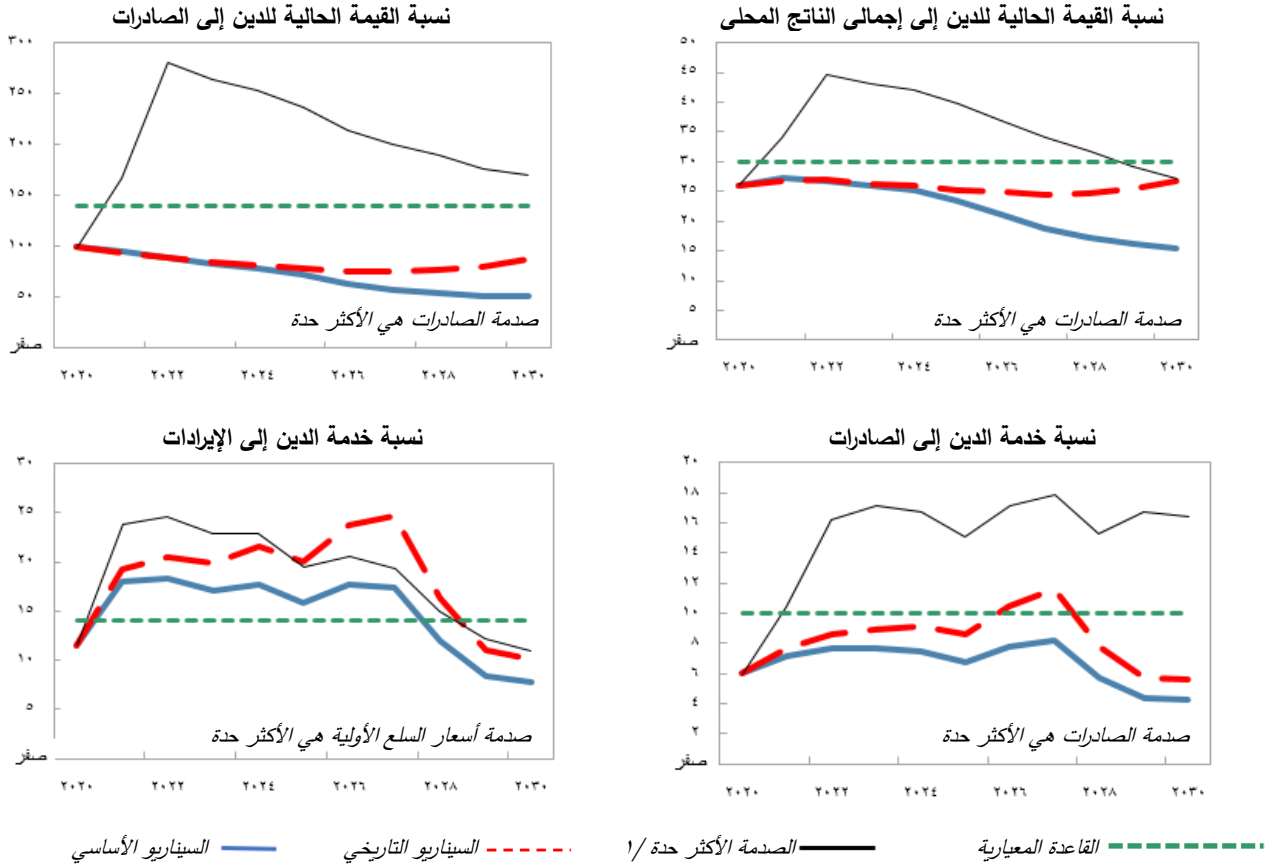 نسبة القيمة الحالية للدين إلى إجمالى الناتج المحلى
٥٠
٤٥
٤٠
٣٥
٣٠
٢٥
٢٠
١٥
١٠
٥
صفر
صدمة الصادرات هي الأكثر حدة
٢٠٢٠ ٢٠٢٢ ٢٠٢٤ ٢٠٢٦ ٢٠٢٨ ٢٠٣٠
نسبة القيمة الحالية للدين إلى الصادرات
٣٠٠
٢٥٠
٢٠٠
١٥٠
١٠٠
٥٠
صفر
صدمة الصادرات هي الأكثر حدة
٢٠٢٠ ٢٠٢٢ ٢٠٢٤ ٢٠٢٦ ٢٠٢٨ ٢٠٣٠
نسبة خدمة الدين إلى الصادرات
٢٠
١٨
١٦
١٤
١٢
١٠
٨
٦
٤
٢
صفر
صدمة الصادرات هي الأكثر حدة
٢٠٢٠ ٢٠٢٢ ٢٠٢٤ ٢٠٢٦ ٢٠٢٨ ٢٠٣٠
نسبة خدمة الدين إلى الإيرادات
٣٠
٢٥
٢٠
١٥
١٠
٥
صفر
صدمة أسعار السلع الأولية هي الأكثر حدة
٢٠٢٠ ٢٠٢٢ ٢٠٢٤ ٢٠٢٦ ٢٠٢٨ ٢٠٣٠
القاعدة المعيارية الصدمة الأكثر حدة /١ السيناريو التاريخي السيناريو الأساسي